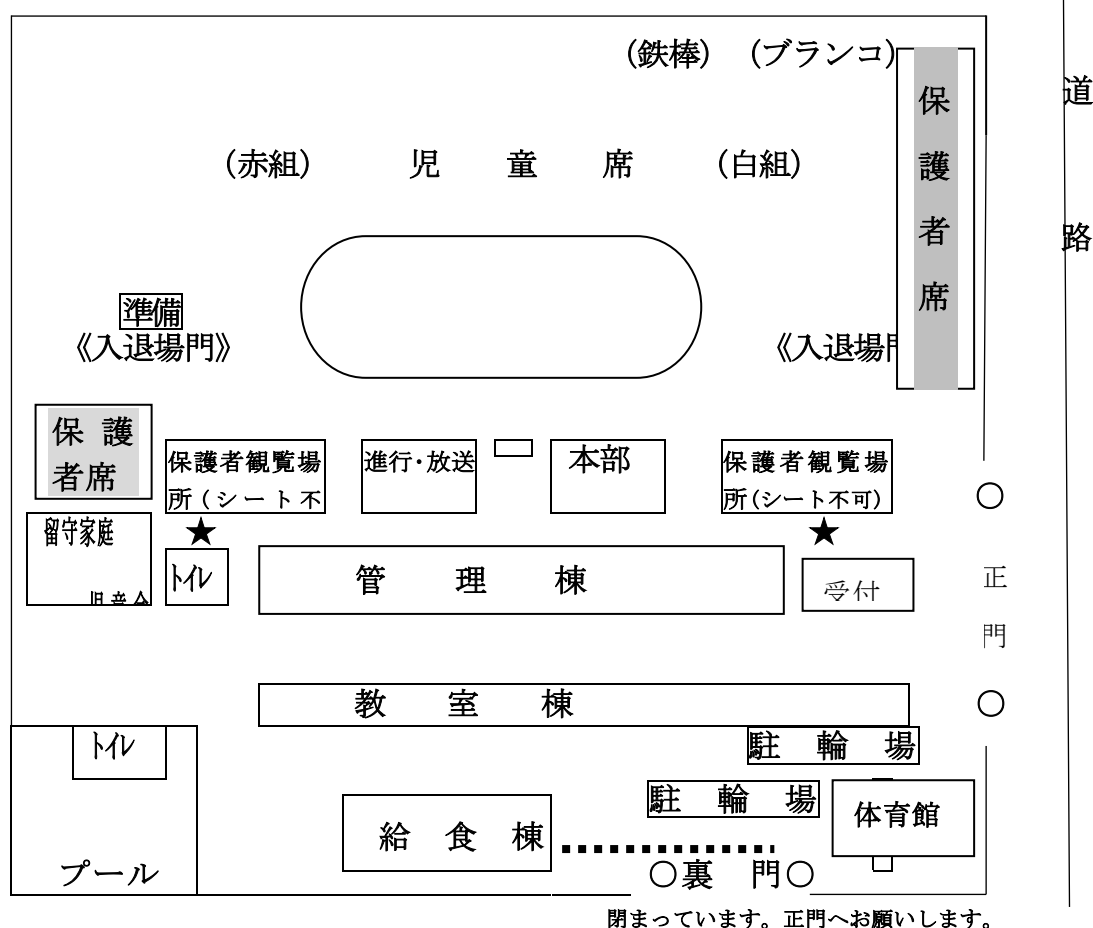 （鉄棒）（ブランコ）
道路
保護者席
（赤組）　児　童　席　（白組）
準備
《入退場門》
《入退場門
保 護
者席
保護者観覧場
所（シート不
進行・放送
本部
保護者観覧場
所（シート不可）
○
留守家庭
★
★
トイレ
管　理　棟
受付
正門
教　室　棟
○
トイレ
駐　輪　場
駐　輪　場
体育館
給　食　棟
プール
○裏　門○
閉まっています。正門へお願いします。